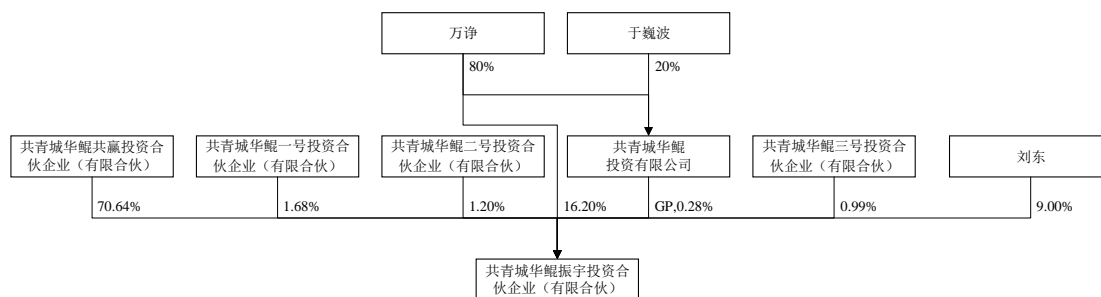 万诤
于巍波
80%
20%
共青城华鲲共赢投资合
伙企业（有限合伙）
共青城华鲲一号投资合
伙企业（有限合伙）
共青城华鲲二号投资合
伙企业（有限合伙）
共青城华鲲
投资有限公司
共青城华鲲三号投资合
伙企业（有限合伙）
刘东
70.64%
1.68%
1.20%
16.20%
GP,0.28%
0.99%
9.00%
共青城华鲲振宇投资合
伙企业（有限合伙）